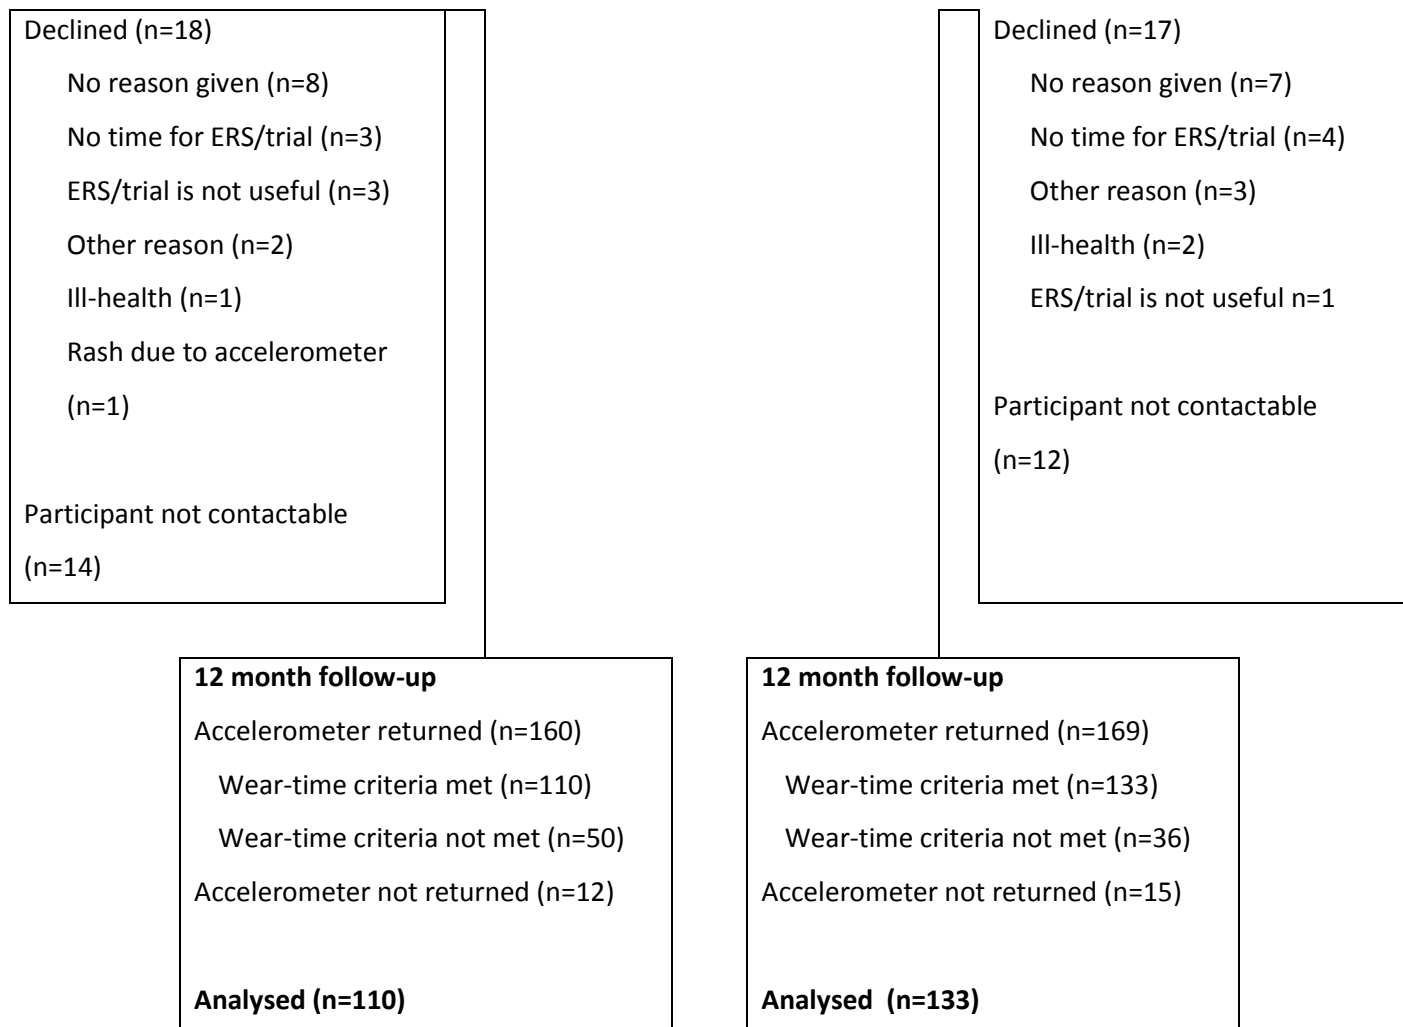 Declined (n=18)
No reason given (n=8)
No time for ERS/trial (n=3)
ERS/trial is not useful (n=3)
Other reason (n=2)
Ill-health (n=1)
Rash due to accelerometer
(n=1)
Participant not contactable
(n=14)
Declined (n=17)
No reason given (n=7)
No time for ERS/trial (n=4)
Other reason (n=3)
Ill-health (n=2)
ERS/trial is not useful n=1
Participant not contactable
(n=12)
12 month follow-up
Accelerometer returned (n=160)
Wear-time criteria met (n=110)
Wear-time criteria not met (n=50)
Accelerometer not returned (n=12)
Analysed (n=110)
12 month follow-up
Accelerometer returned (n=169)
Wear-time criteria met (n=133)
Wear-time criteria not met (n=36)
Accelerometer not returned (n=15)
Analysed  (n=133)